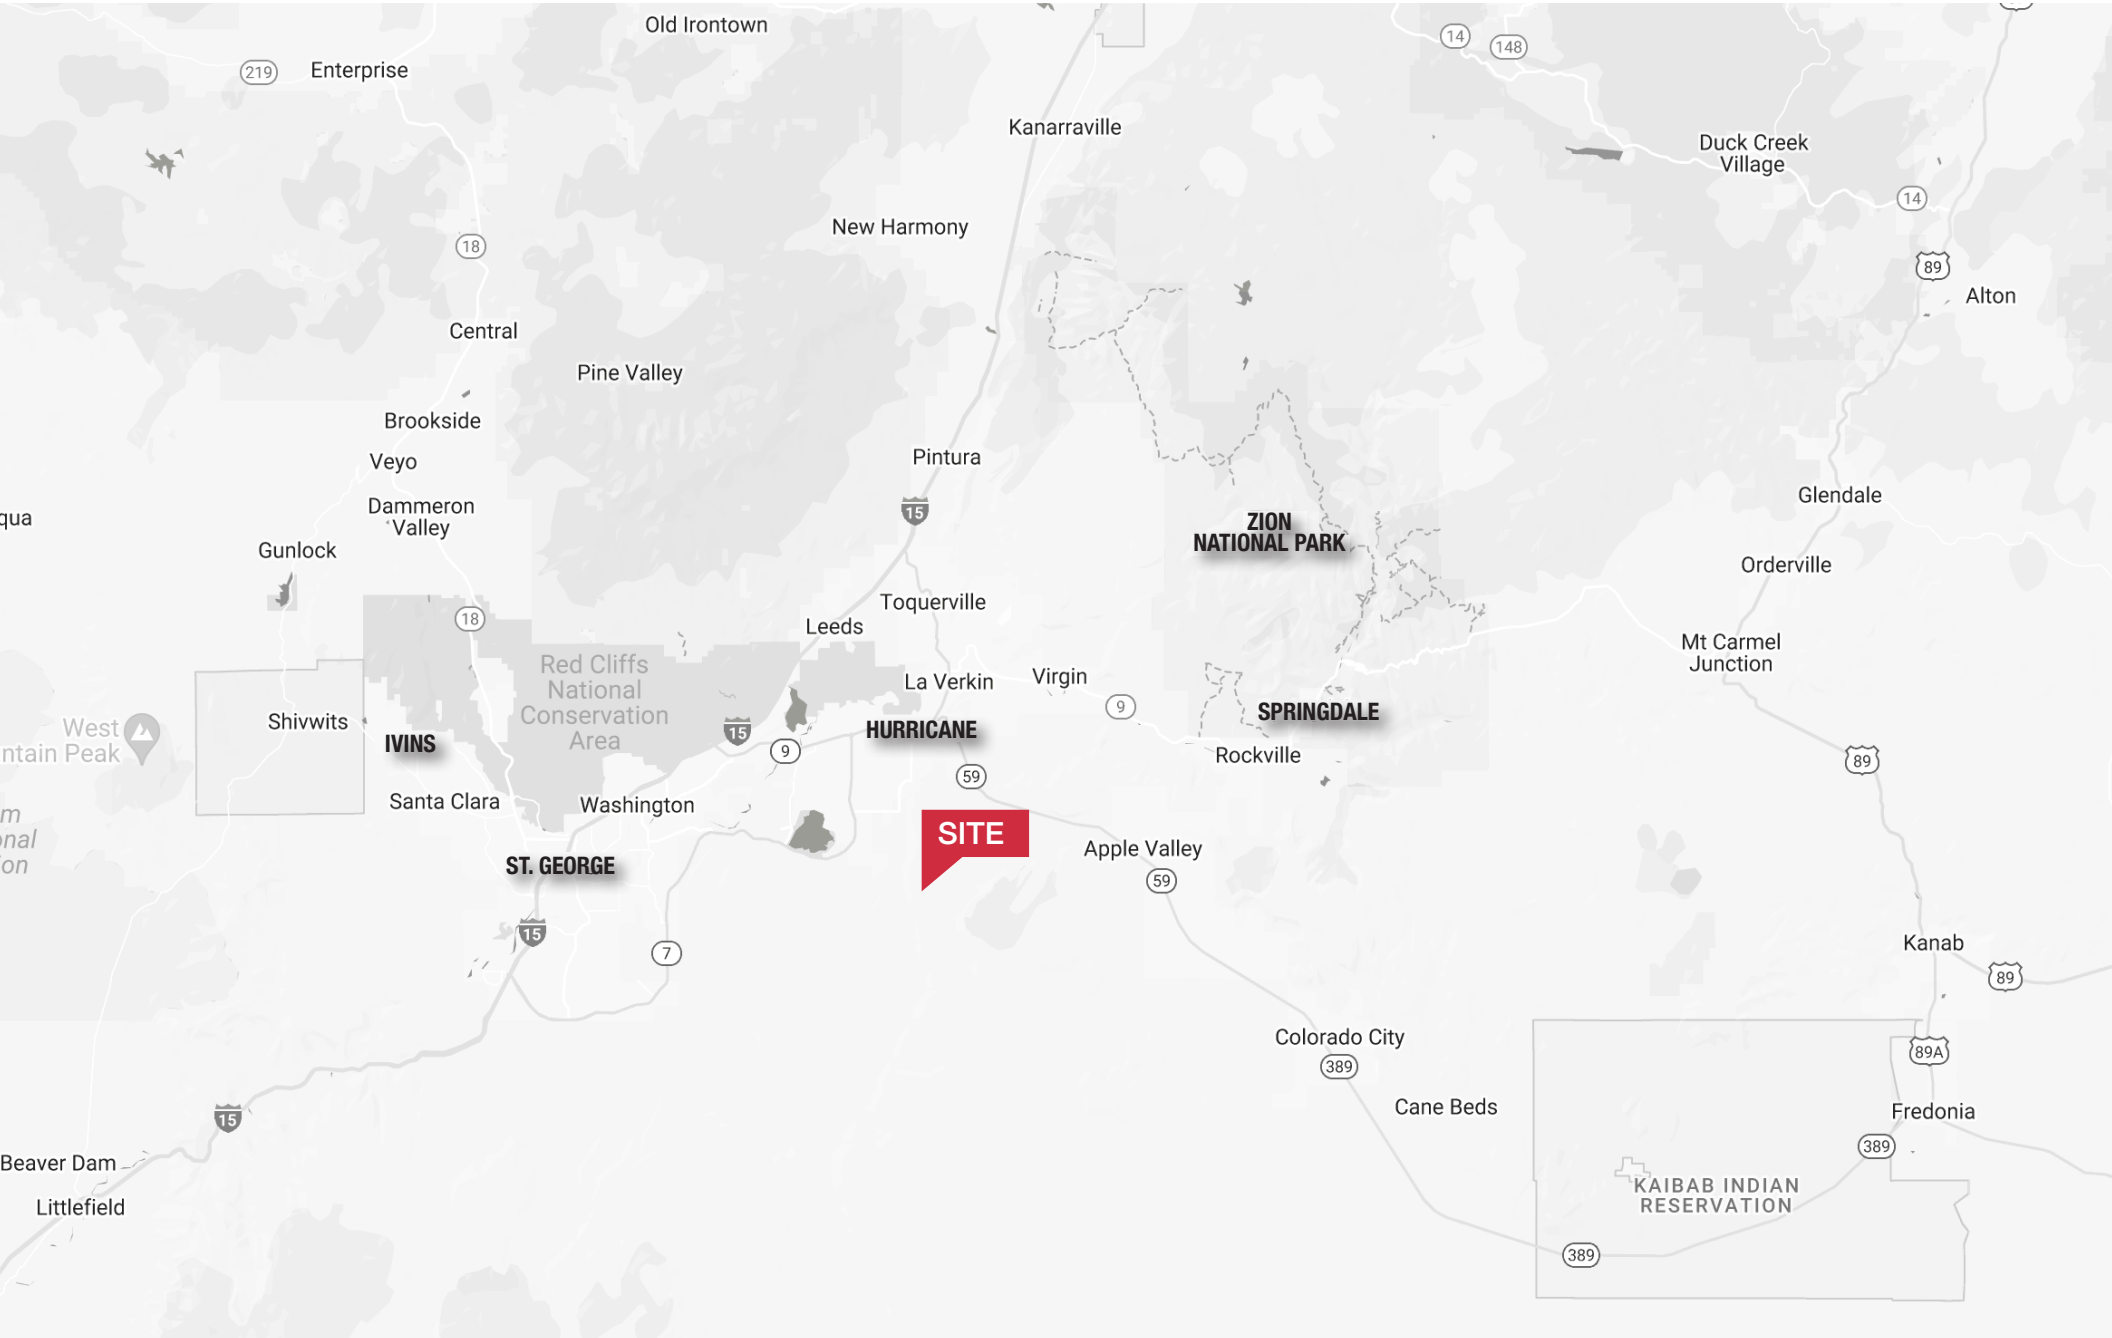 Old Irontown
14
148
219
Enterprise
Kanarraville
Duck Creek
Village
14
New Harmony
18
89
Alton
Central
Pine Valley
Brookside
Pintura
Veyo
Glendale
Dammeron
Valley
15
qua
ZION
NATIONAL PARK
Gunlock
Orderville
Toquerville
18
Leeds
Mt Carmel
Junction
Red Cliffs
National
Conservation
Area
La Verkin
Virgin
9
SPRINGDALE
Shivwits
West
ntain Peak
IVINS
15
HURRICANE
9
Rockville
89
59
Santa Clara
Washington
m
onal
on
SITE
Apple Valley
ST. GEORGE
59
15
7
Kanab
89
Colorado City
389
89A
Cane Beds
Fredonia
15
389
Beaver Dam
KAIBAB INDIAN
RESERVATION
Littlefield
389